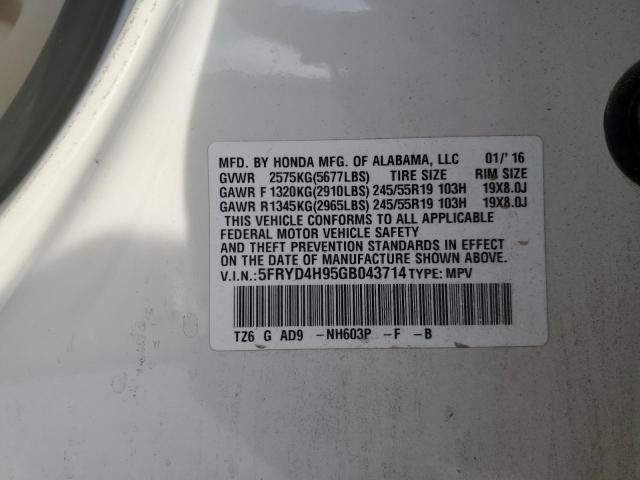 MFD. BY HONDA MFG. OF ALABAMA, LLC 01/'16
GVWR 2575KG(5677LBS) TIRE SIZE RIM SIZE
GAWR F 1320KG(2910LBS) 245/55R19 103H 19X8.0J
GAWR R1345KG(2965LBS) 245/55R19 103H 19X8.0J
THIS VEHICLE CONFORMS TO ALL APPLICABLE
FEDERAL MOTOR VEHICLE SAFETY
AND THEFT PREVENTION STANDARDS IN EFFECT
ON THE DATE OF MANUFACTURE SHOWN ABOVE.
V.I.N.:5FRYD4H95GB043714 TYPE: MPV
TZ6 G AD9 -NH603P -F -B